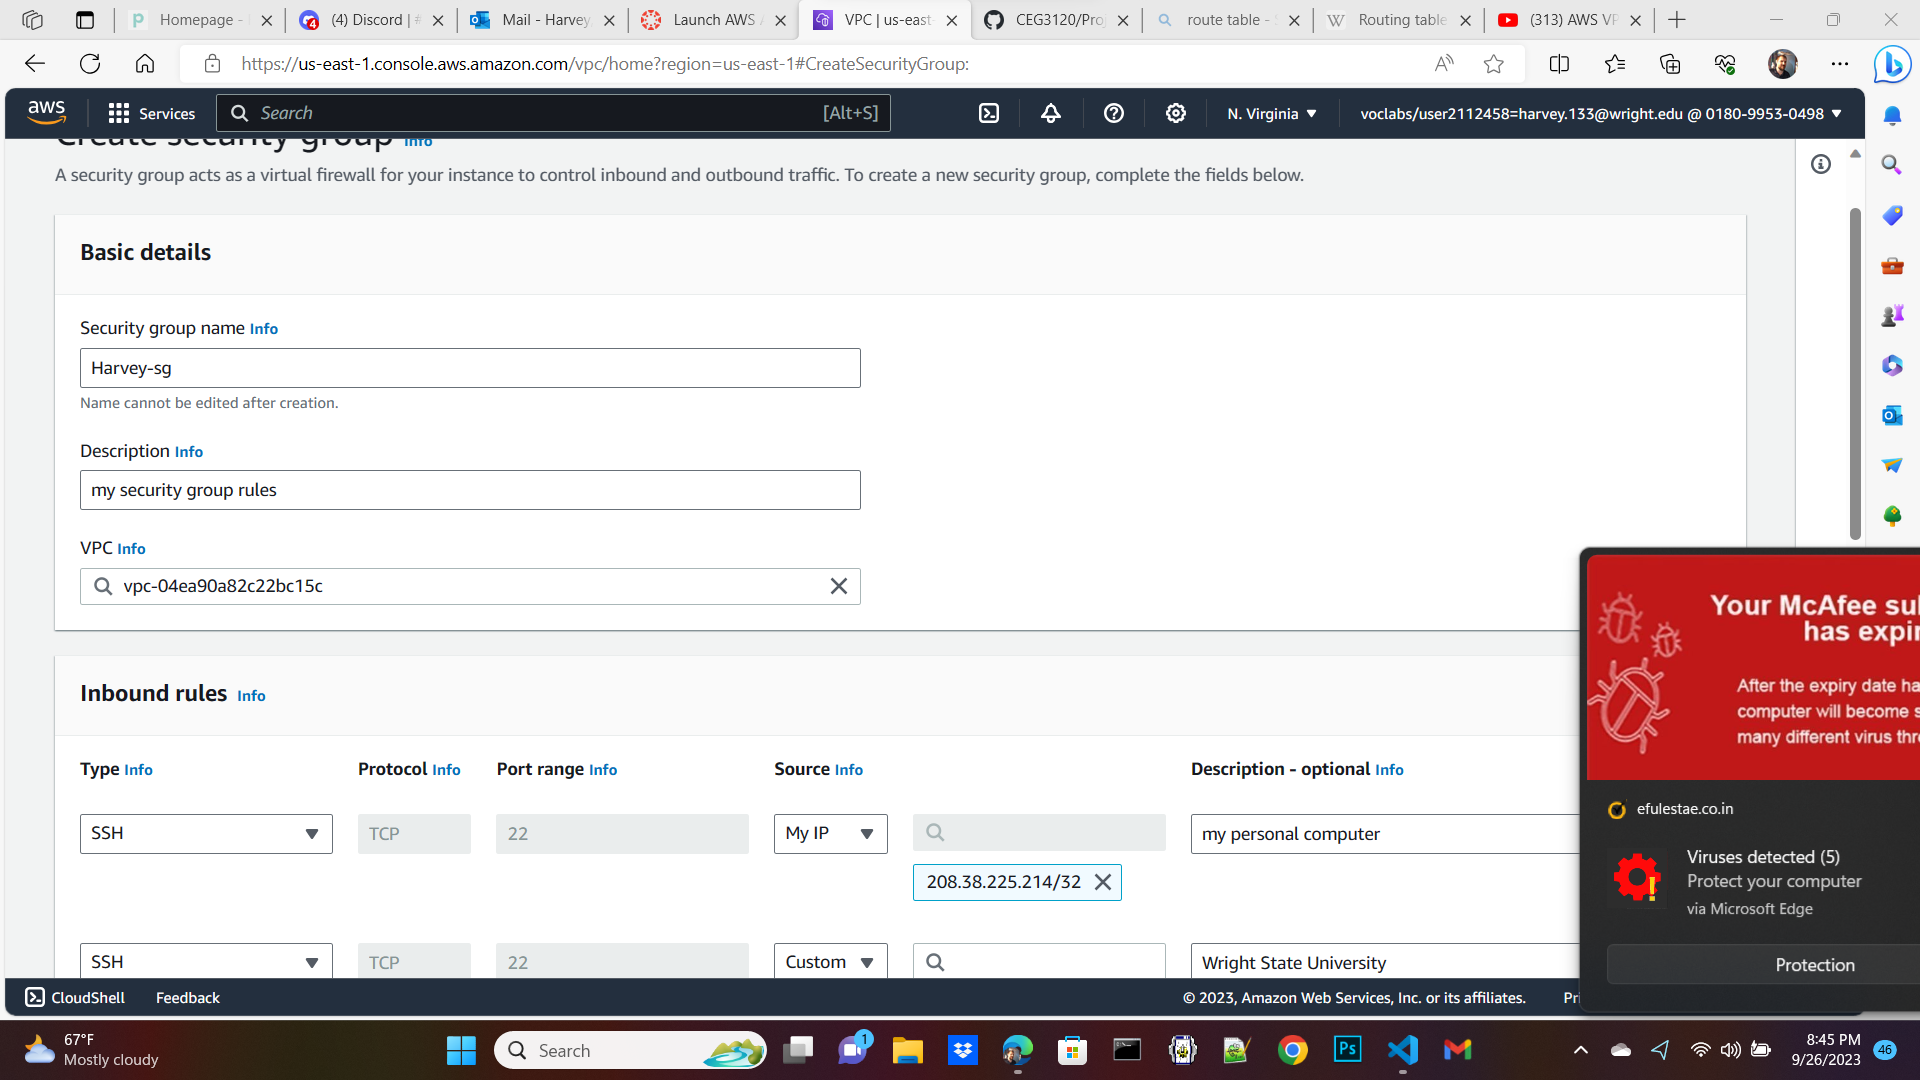 Homepage -
(4) Discord | #
Mail - Harvey,
Launch AWS A
VPC | us-east-
CEG3120/Proj
route table - S
W Routing table
(313) AWS VP
https://us-east-1.console.aws.amazon.com/vpc/home?region=us-east-1#CreateSecurityGroup:
aws
Services
Search
[Alt+S]
N. Virginia
voclabs/user2112458=harvey.133@wright.edu @ 0180-9953-0498
Create security group Info
A security group acts as a virtual firewall for your instance to control inbound and outbound traffic. To create a new security group, complete the fields below.
Basic details
Security group name Info
Harvey-sg
Name cannot be edited after creation.
Description Info
my security group rules
VPC Info
vpc-04ea90a82c22bc15c
Inbound rules Info
Type Info
Protocol Info
Port range Info
Source Info
Description - optional Info
SSH
TCP
22
My IP
my personal computer
208.38.225.214/32
SSH
TCP
22
Custom
Wright State University
Your McAfee su
has expir
After the expiry date ha
computer will become s
many different virus thr
efulestae.co.in
Viruses detected (5)
Protect your computer
via Microsoft Edge
Protection
CloudShell
Feedback
© 2023, Amazon Web Services, Inc. or its affiliates.
Pri
67°F
Mostly cloudy
Search
1
Ps
8:45 PM
9/26/2023
46